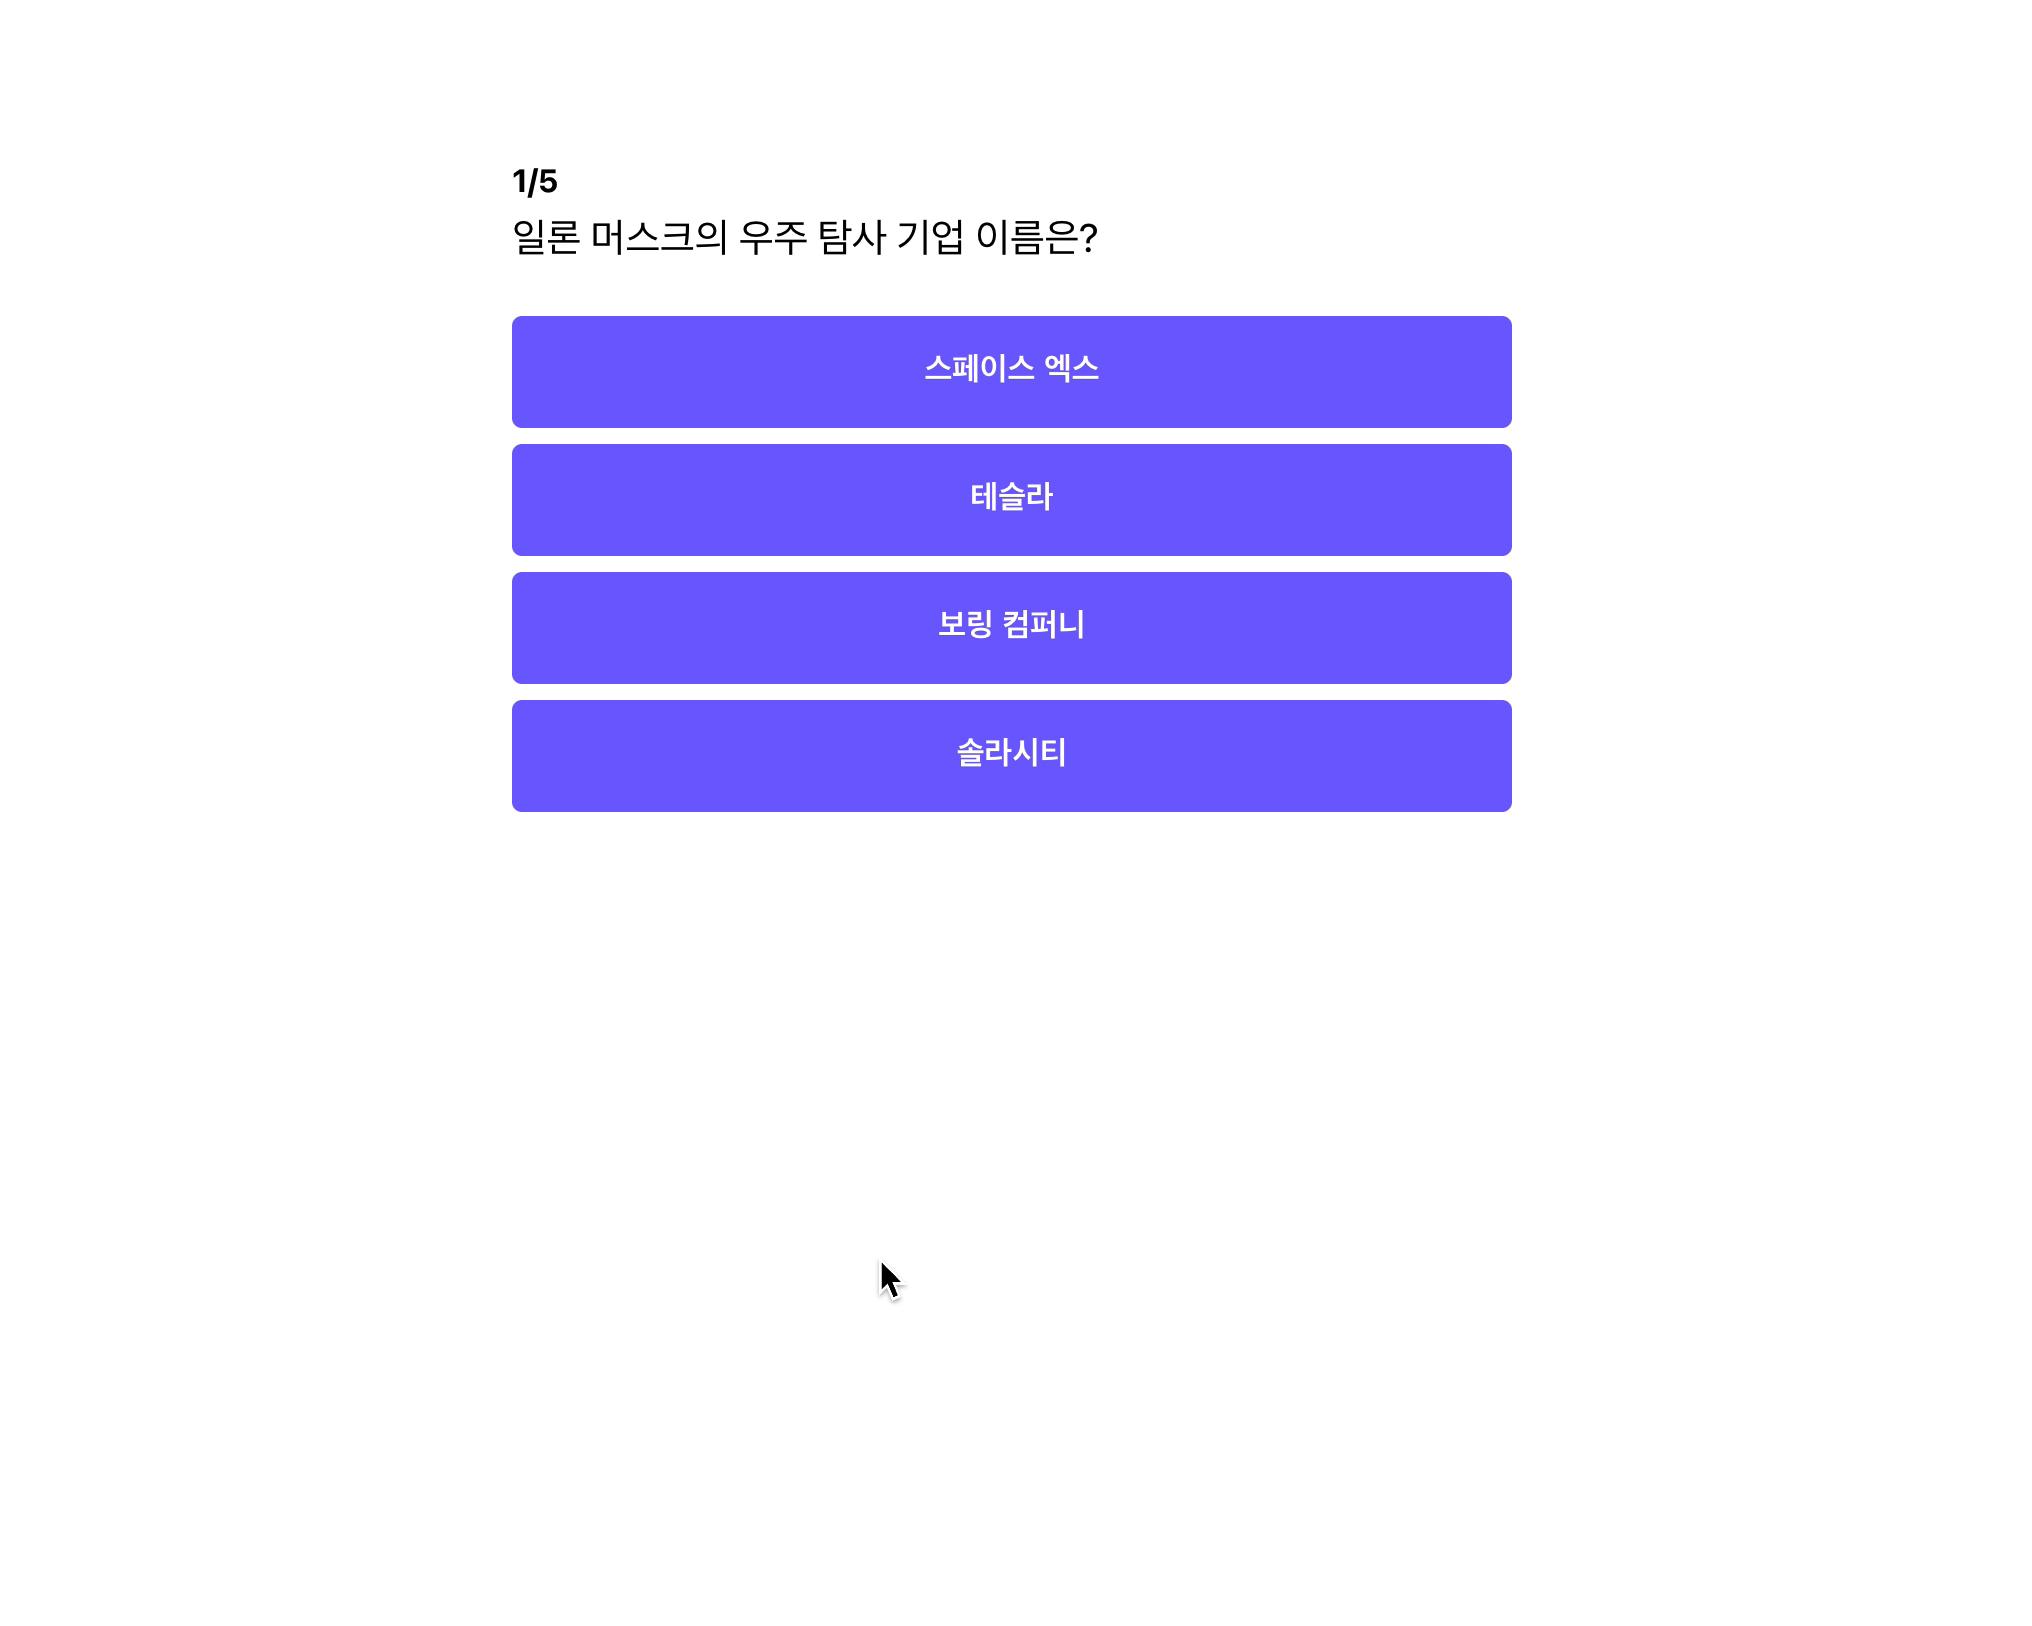 1/5
일론 머스크의 우주 탐사 기업 이름은?
스페이스 엑스
테슬라
보링 컴퍼니
솔라시티